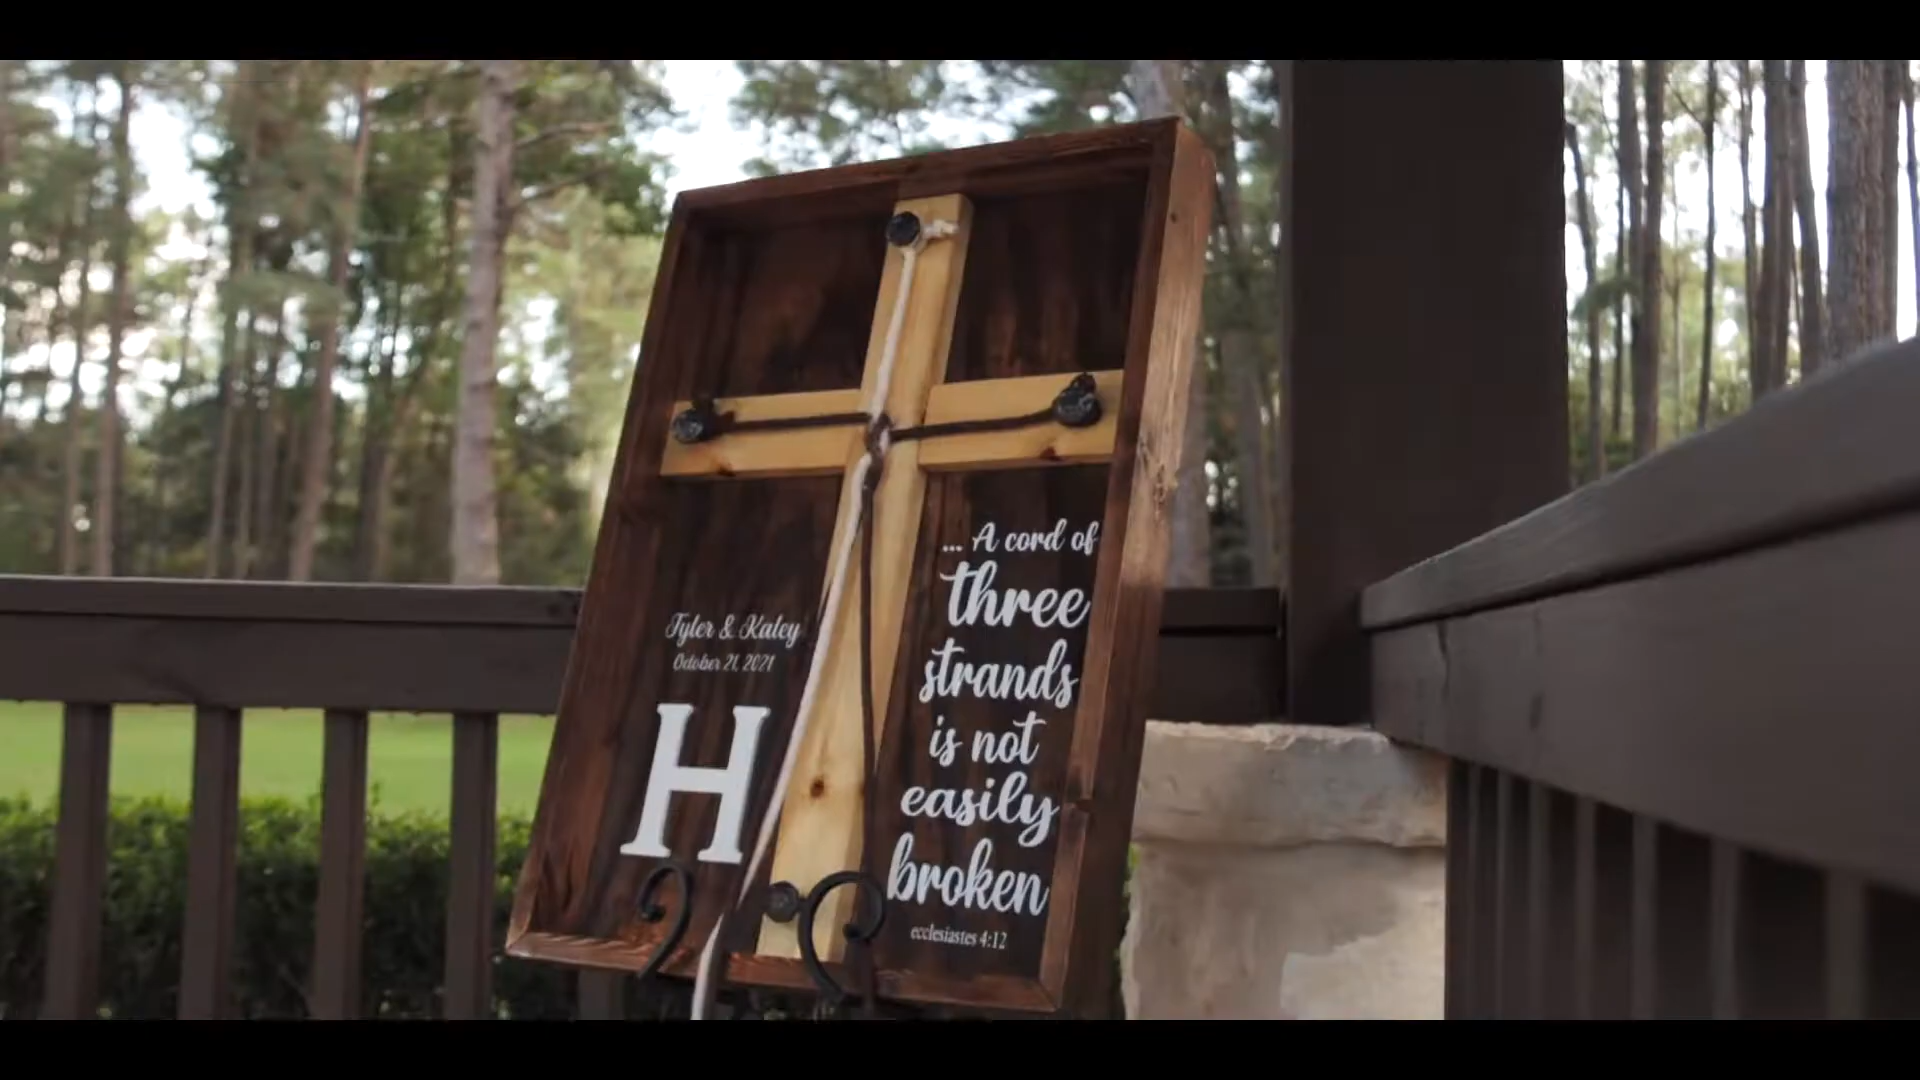 Tyler & Kaley
October 21, 2021
H
... A cord of
three
strands
is not
easily
broken
ecclesiastes 4:12